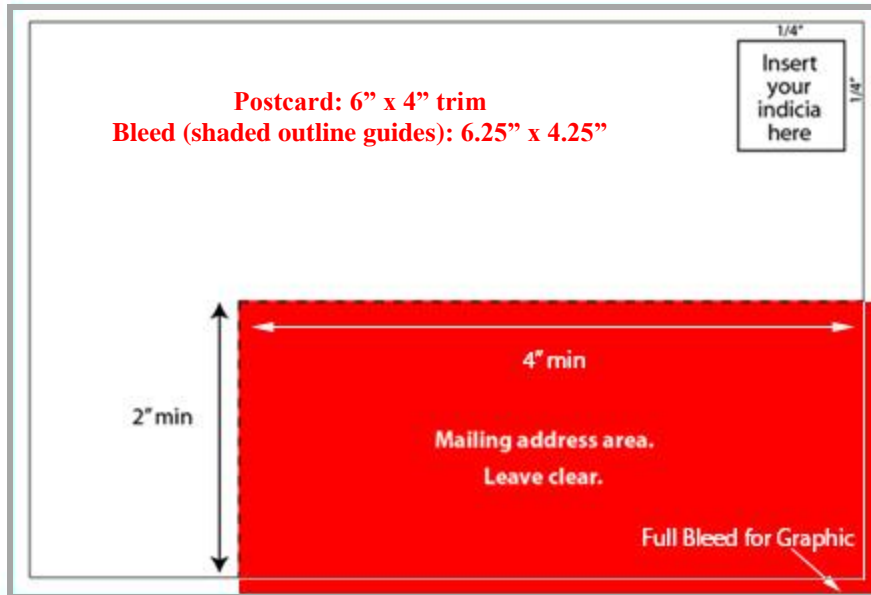 1/4"
Insert
your
indicia
here
1/4"
Postcard: 6” x 4” trim
Bleed (shaded outline guides): 6.25” x 4.25”
4" min
2" min
Mailing address area.
Leave clear.
Full Bleed for Graphic